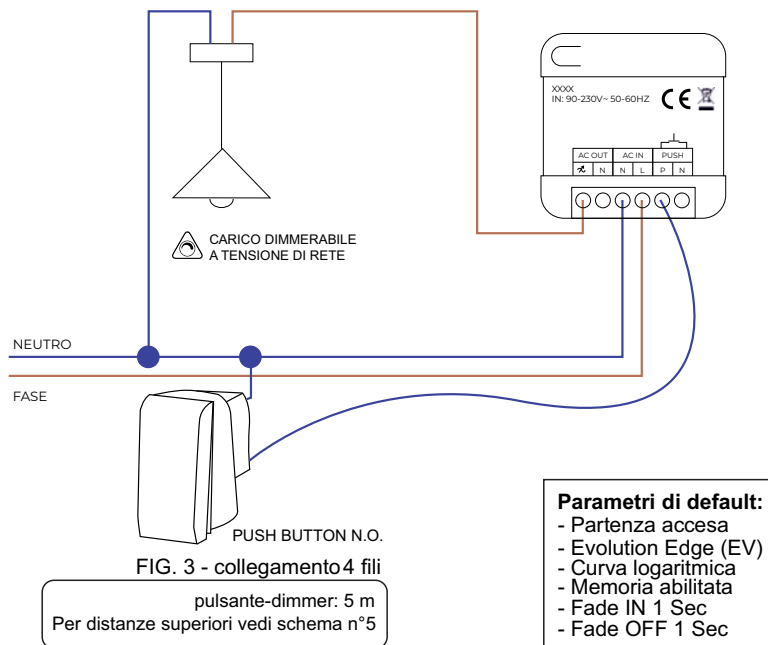 XXXX
IN: 90-230V~ 50-60HZ
CE
AC OUT AC IN PUSH
N N L P N
CARICO DIMMERABILE
A TENSIONE DI RETE
NEUTRO
FASE
PUSH BUTTON N.O.
FIG. 3 - collegamento 4 fili
pulsante-dimmer: 5 m
Per distanze superiori vedi schema n°5
Parametri di default:
- Partenza accesa
- Evolution Edge (EV)
- Curva logaritmica
- Memoria abilitata
- Fade IN 1 Sec
- Fade OFF 1 Sec